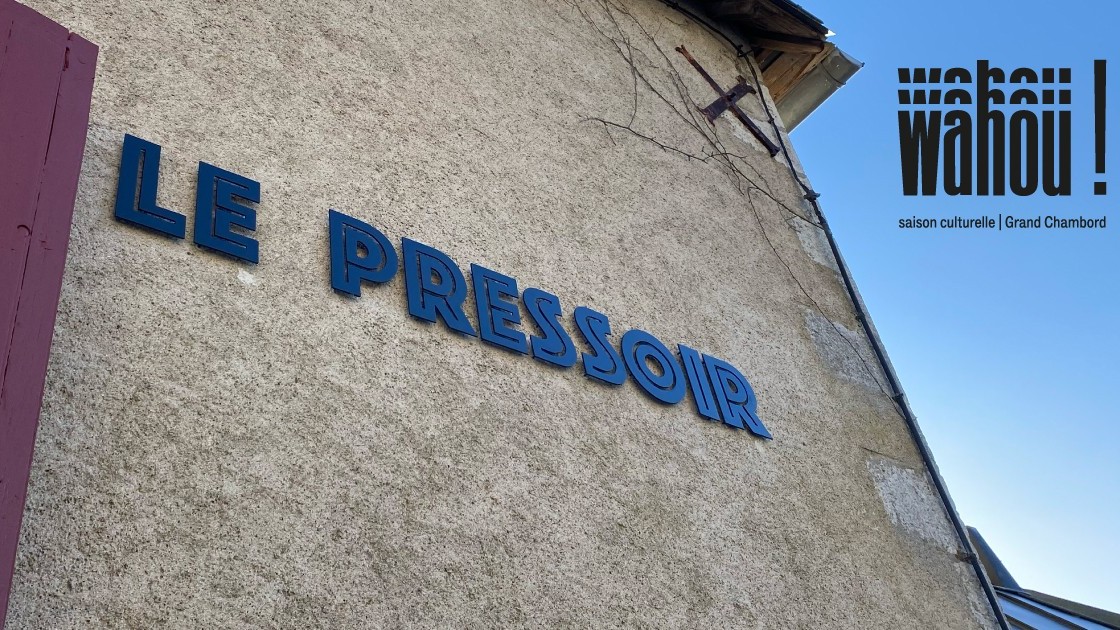 LE PRESSOIR
wahou !
saison culturelle | Grand Chambord